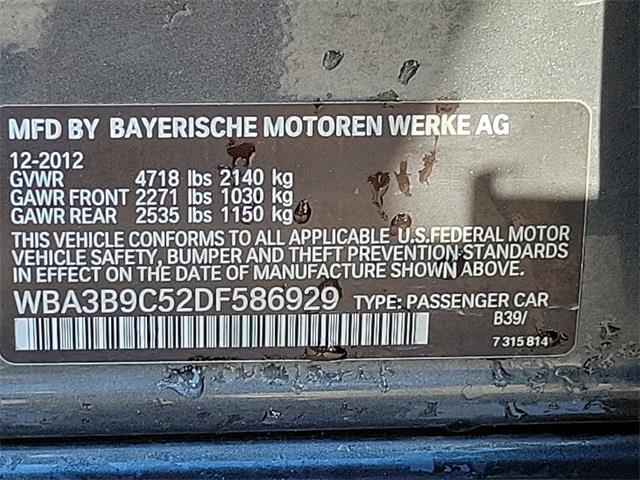 MFD BY BAYERISCHE MOTOREN WERKE AG
12-2012
GVWR 4718 lbs 2140 kg
GAWR FRONT 2271 lbs 1030 kg
GAWR REAR 2535 lbs 1150 kg
THIS VEHICLE CONFORMS TO ALL APPLICABLE U.S.FEDERAL MOTOR
VEHICLE SAFETY, BUMPER AND THEFT PREVENTION STANDARDS
IN EFFECT ON THE DATE OF MANUFACTURE SHOWN ABOVE.
WBA3B9C52DF586929 TYPE: PASSENGER CAR
B39/
7 315 814